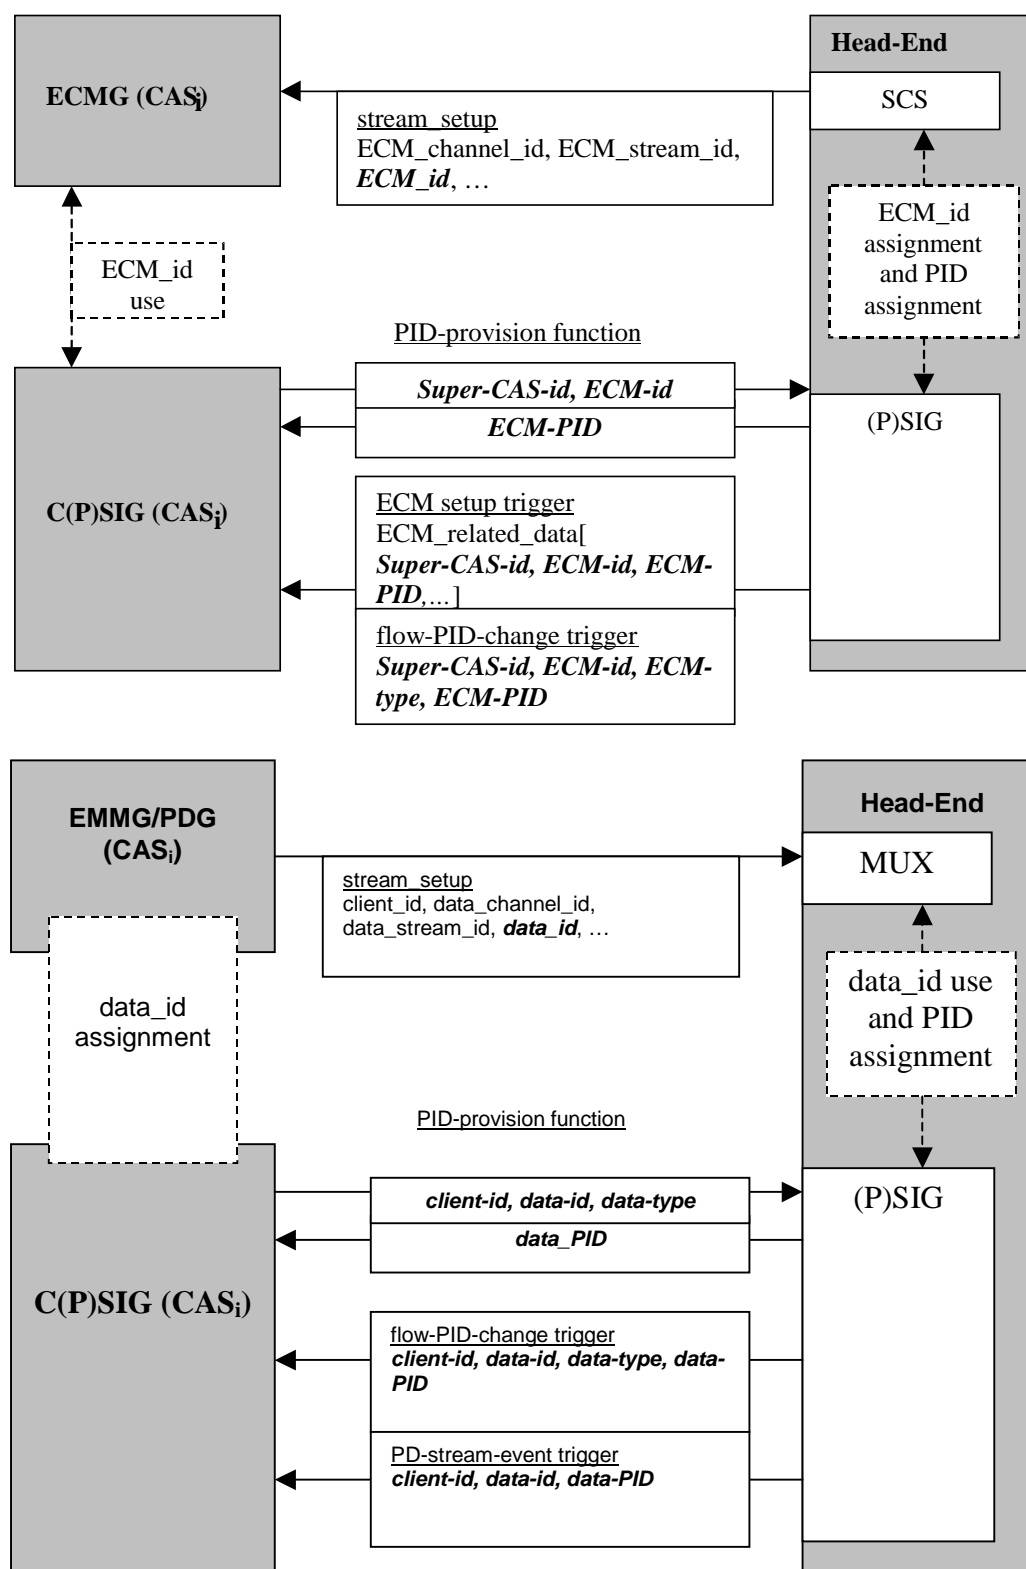 Head-End
ECMG (CASi)
SCS
stream_setup
ECM_channel_id, ECM_stream_id,
ECM_id, …
ECM_id
assignment
and PID
assignment
ECM_id
use
PID-provision function
Super-CAS-id, ECM-id
ECM-PID
(P)SIG
C(P)SIG (CASi)
ECM setup trigger
ECM_related_data[
Super-CAS-id, ECM-id, ECM-
PID,…]
flow-PID-change trigger
Super-CAS-id, ECM-id, ECM-
type, ECM-PID
EMMG/PDG
(CASi)
Head-End
MUX
stream_setup
client_id, data_channel_id,
data_stream_id, data_id, …
data_id
assignment
data_id use
and PID
assignment
PID-provision function
client-id, data-id, data-type
data_PID
(P)SIG
C(P)SIG (CASi)
flow-PID-change trigger
client-id, data-id, data-type, data-
PID
PD-stream-event trigger
client-id, data-id, data-PID